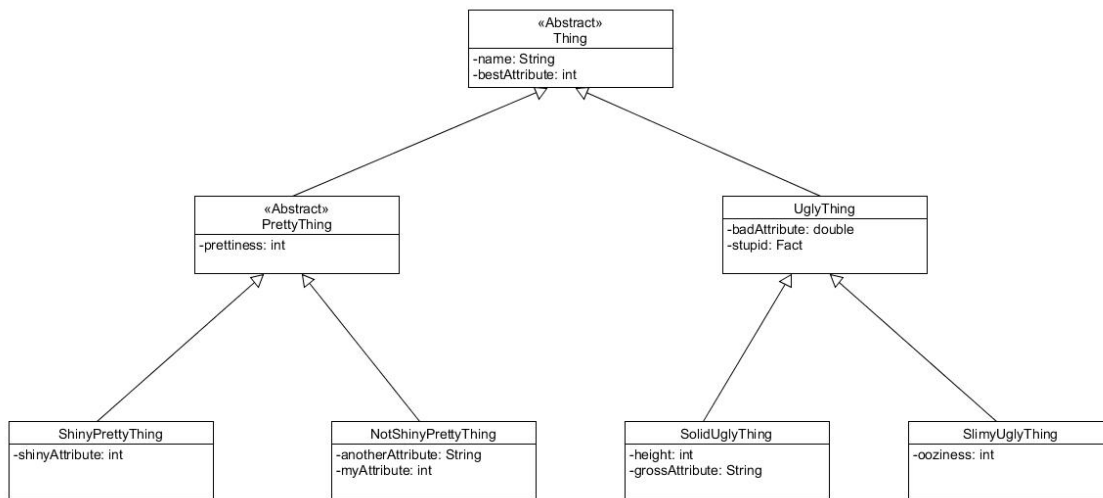 «Abstract»
Thing
-name: String
-bestAttribute: int
«Abstract»
PrettyThing
-prettiness: int
UglyThing
-badAttribute: double
-stupid: Fact
ShinyPrettyThing
-shinyAttribute: int
NotShinyPrettyThing
-anotherAttribute: String
-myAttribute: int
SolidUglyThing
-height: int
-grossAttribute: String
SlimyUglyThing
-ooziness: int